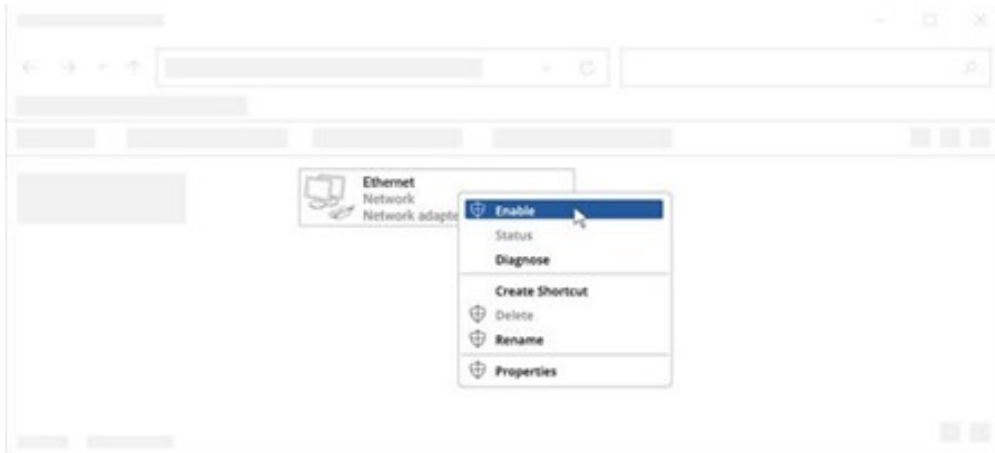 Ethernet
Network
Network adapte
Enable
Status
Diagnose
Create Shortcut
Delete
Rename
Properties